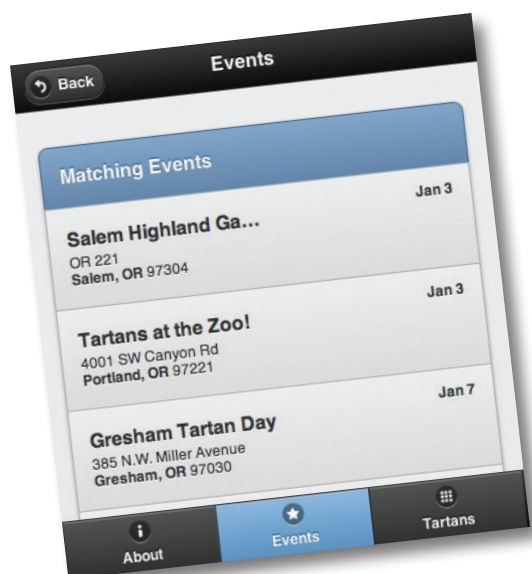 Back
Events
Matching Events
Salem Highland Ga...
Jan 3
OR 221
Salem, OR 97304
Tartans at the Zoo!
Jan 3
4001 SW Canyon Rd
Portland, OR 97221
Gresham Tartan Day
Jan 7
385 N.W. Miller Avenue
Gresham, OR 97030
About
Events
Tartans